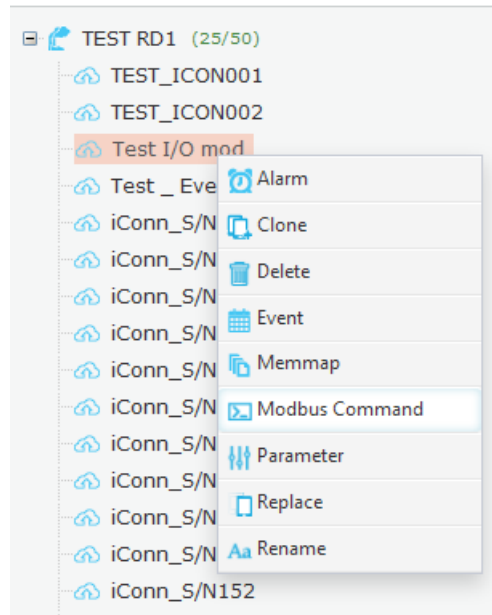 TEST RD1 (25/50)
TEST_ICON001
TEST_ICON002
Test I/O mod
Test _ Eve
iConn_S/N
iConn_S/N
iConn_S/N
iConn_S/N
iConn_S/N
iConn_S/N
iConn_S/N
iConn_S/N
iConn_S/N
iConn_S/N
iConn_S/N152
Alarm
Clone
Delete
Event
Memmap
Modbus Command
Parameter
Replace
Aa Rename